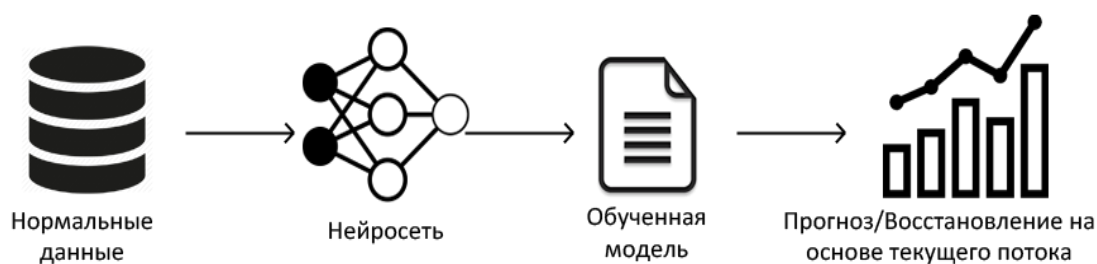 Нормальные
данные
Нейросеть
Обученная
модель
Прогноз/Восстановление на
основе текущего потока